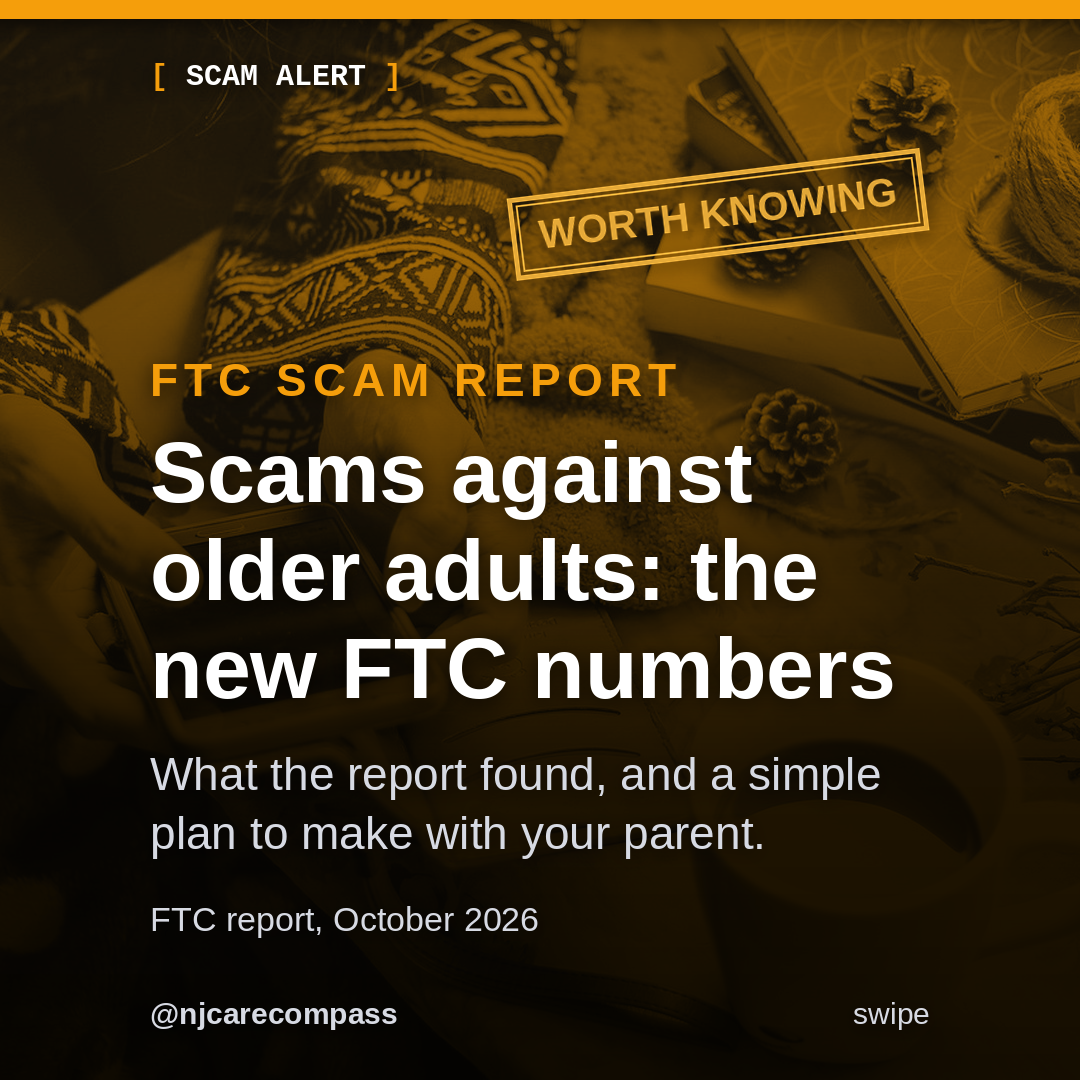 [ SCAM ALERT ]
WORTH KNOWING
FTC SCAM REPORT
Scams against
older adults: the
new FTC numbers
What the report found, and a simple
plan to make with your parent.
FTC report, October 2026
@njcarecompass
swipe